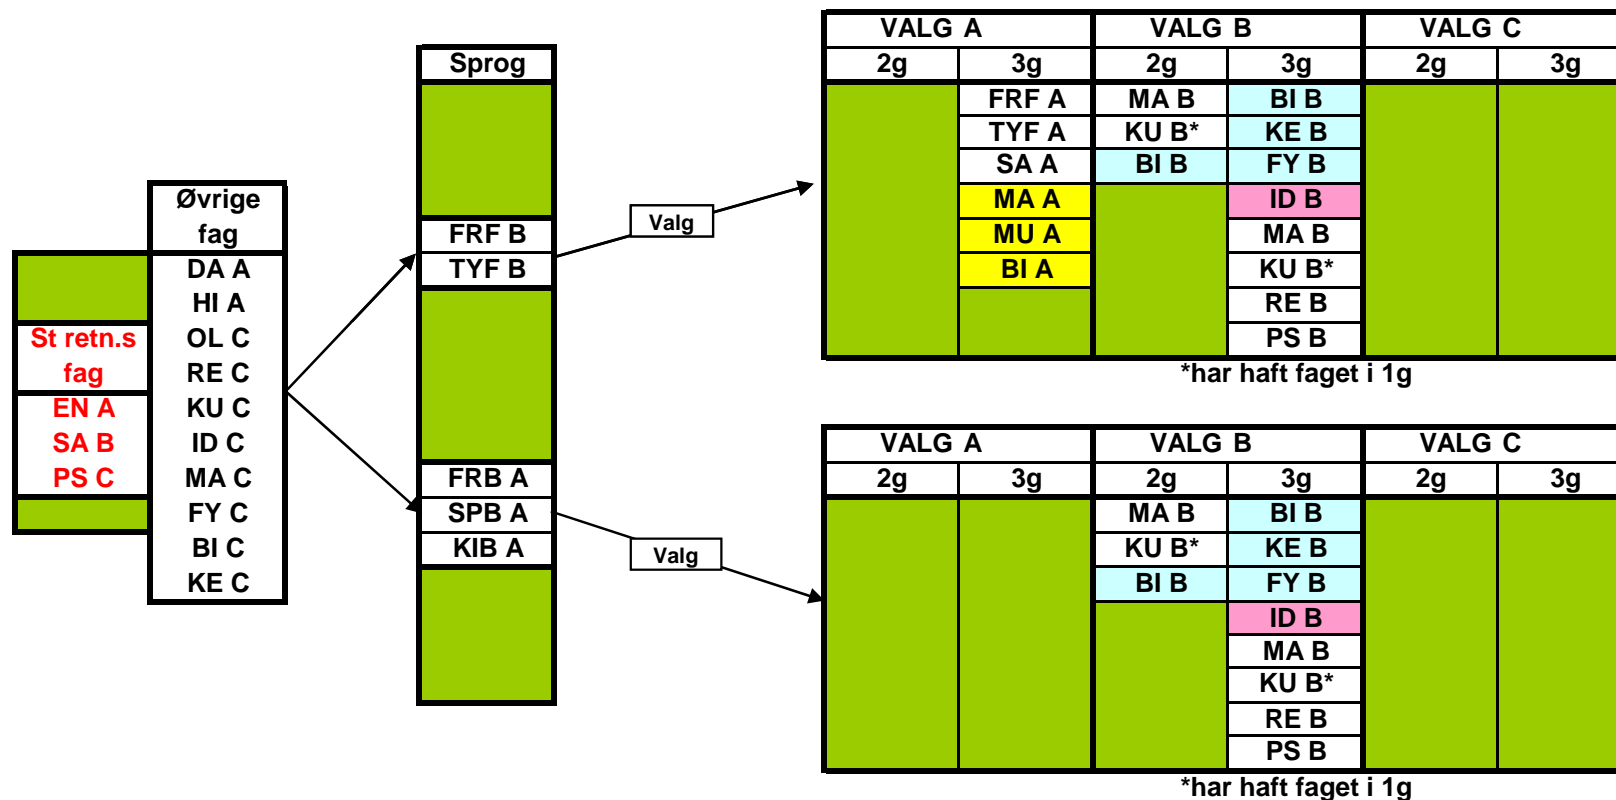 St retn.s
fag
EN A
SA B
PS C
Øvrige
fag
DA A
HI A
OL C
RE C
KU C
ID C
MA C
FY C
BI C
KE C
Sprog
FRF B
TYF B
FRB A
SPB A
KIB A
Valg
Valg
VALG A VALG B VALG C
2g 3g 2g 3g 2g 3g
FRF A MA B BI B
TYF A KU B* KE B
SA A BI B FY B
MA A ID B
MU A MA B
BI A KU B*
RE B
PS B
*har haft faget i 1g
VALG A VALG B VALG C
2g 3g 2g 3g 2g 3g
MA B BI B
KU B* KE B
BI B FY B
ID B
MA B
KU B*
RE B
PS B
*har haft faget i 1g